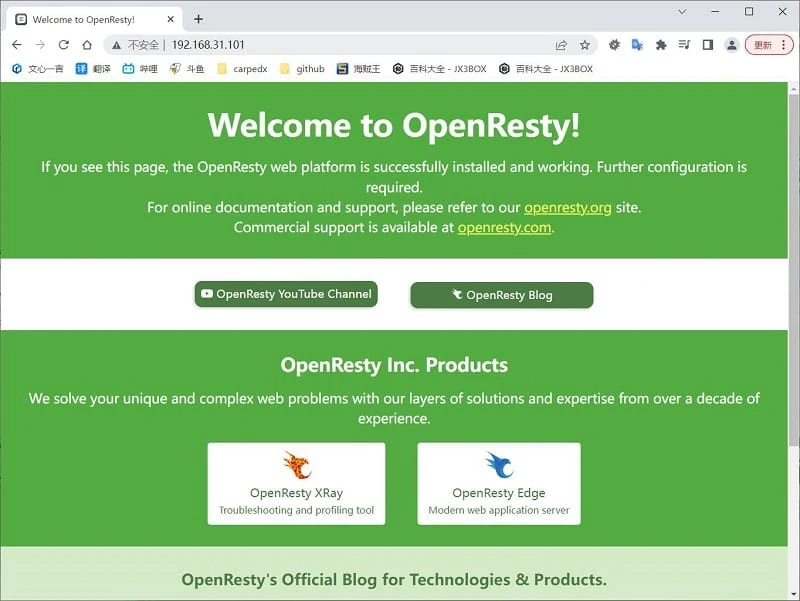 Welcome to OpenResty!
不安全 | 192.168.31.101
更新
文心一言 翻译 哔哩 斗鱼 carpedx github 海贼王 百科大全 - JX3BOX 百科大全 - JX3BOX
Welcome to OpenResty!
If you see this page, the OpenResty web platform is successfully installed and working. Further configuration is
required.
For online documentation and support, please refer to our openresty.org site.
Commercial support is available at openresty.com.
OpenResty YouTube Channel
OpenResty Blog
OpenResty Inc. Products
We solve your unique and complex web problems with our layers of solutions and expertise from over a decade of
experience.
OpenResty XRay
Troubleshooting and profiling tool
OpenResty Edge
Modern web application server
OpenResty's Official Blog for Technologies & Products.